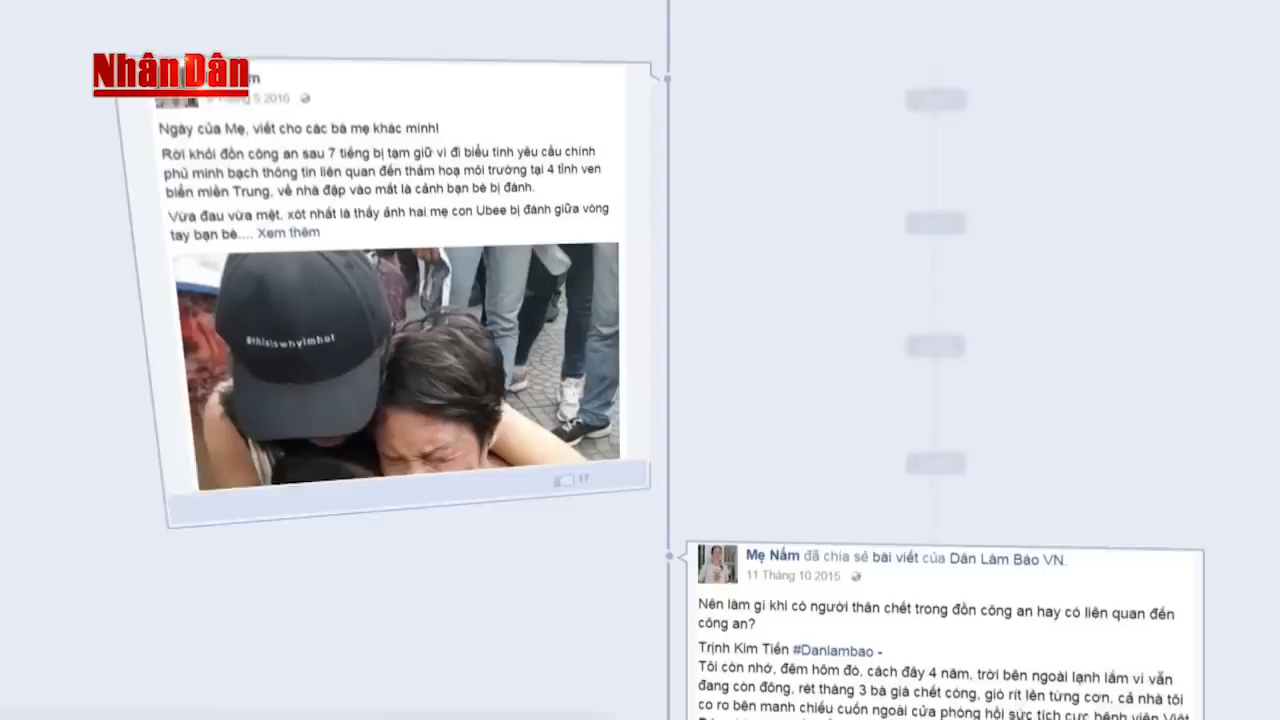 Nhân Dân
5 2016
Ngày của Mẹ, viết cho các bà mẹ khác mình!
Rời khỏi đồn công an sau 7 tiếng bị tạm giữ vì đi biểu tình yêu cầu chính
phủ minh bạch thông tin liên quan đến thảm hoạ môi trường tại 4 tỉnh ven
biển miền Trung, về nhà đập vào mắt là cảnh bạn bè bị đánh.
Vừa đau vừa mệt, xót nhất là thấy ảnh hai mẹ con Ubee bị đánh giữa vòng
tay bạn bè.... Xem thêm
#thisiswhyimhot
17
Mẹ Nấm đã chia sẻ bài viết của Dân Làm Báo VN.
11 Tháng 10 2015
Nên làm gì khi có người thân chết trong đồn công an hay có liên quan đến
công an?
Trịnh Kim Tiến #Danlambao -
Tôi còn nhớ, đêm hôm đó, cách đây 4 năm, trời bên ngoài lạnh lắm vì vẫn
đang còn đông, rét tháng 3 bà già chết cóng, gió rít lên từng cơn, cả nhà tôi
co ro bên manh chiếu cuốn ngoài cửa phòng hồi sức tích cực bệnh viện Việt